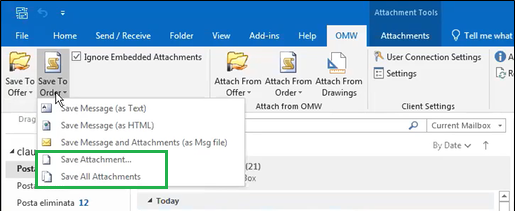 Attachment Tools
File Home Send / Receive Folder View Add-ins Help OMW Attachments Tell me what
Save To Offer Save To Order Ignore Embedded Attachments Attach From Offer Attach From Order Attach From Drawings User Connection Settings Settings
Attach from OMW Client Settings
Save Message (as Text)
Save Message (as HTML)
Save Message and Attachments (as Msg file)
Save Attachment...
Save All Attachments
Drag
Current Mailbox
clau
By Date
Posta
(21)
Posta
Box
Posta eliminata 12
Today